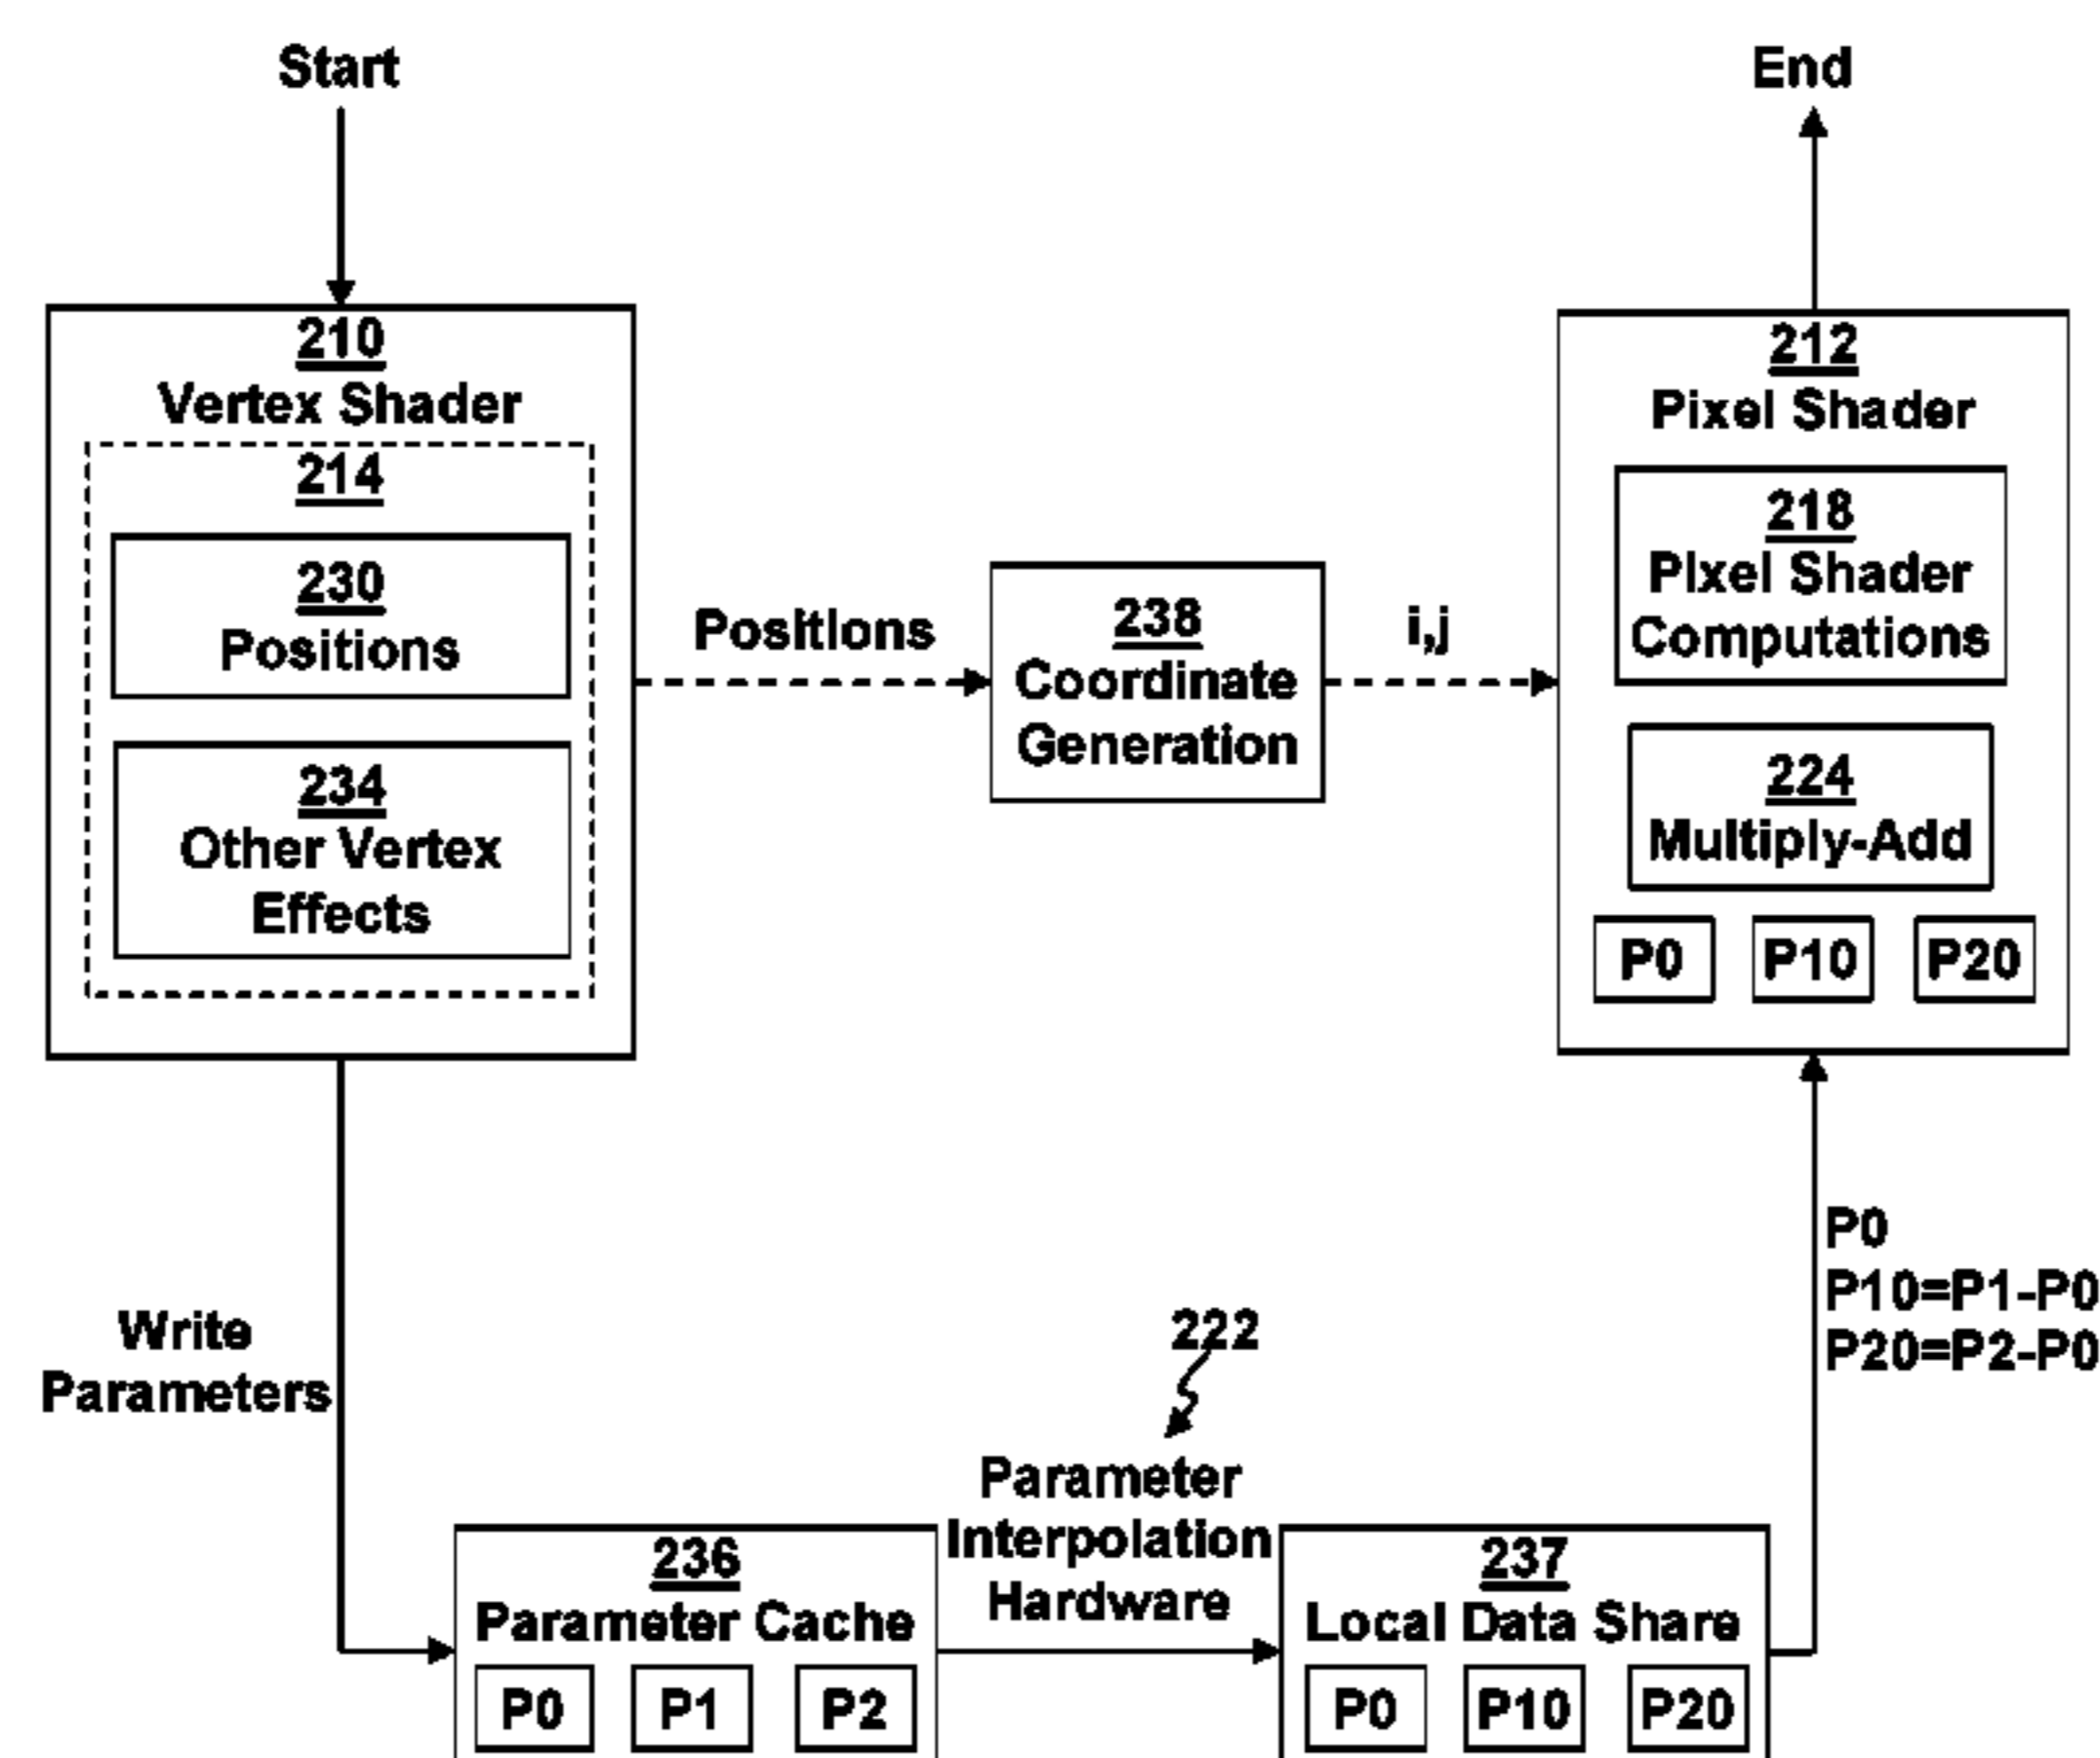 Start
End
210
Vertex Shader
214
230
Positions
234
Other Vertex
Effects
Positions
238
Coordinate
Generation
i,j
212
Pixel Shader
218
Pixel Shader
Computations
224
Multiply-Add
P0
P10
P20
Write
Parameters
236
Parameter Cache
P0
P1
P2
222
Parameter
Interpolation
Hardware
237
Local Data Share
P0
P10
P20
P0
P10=P1-P0
P20=P2-P0